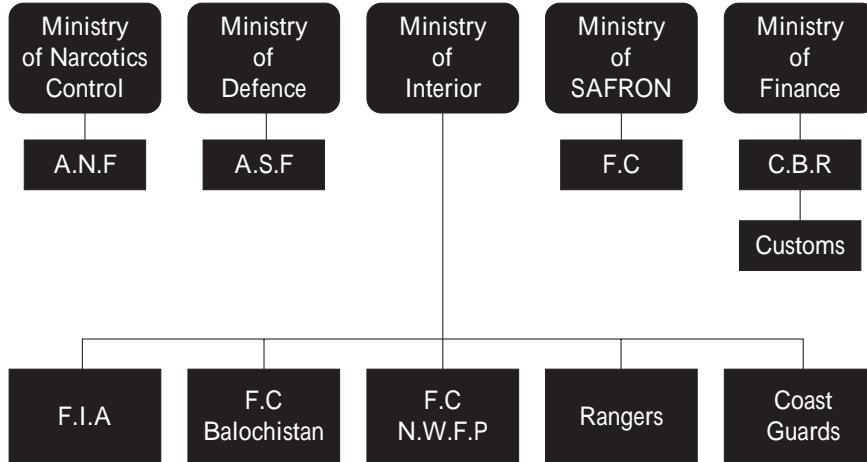 Ministry
of Narcotics
Control
Ministry
of
Defence
Ministry
of
Interior
Ministry
of
SAFRON
Ministry
of
Finance
A.N.F
A.S.F
F.C
C.B.R
Customs
F.I.A
F.C
Balochistan
F.C
N.W.F.P
Rangers
Coast
Guards